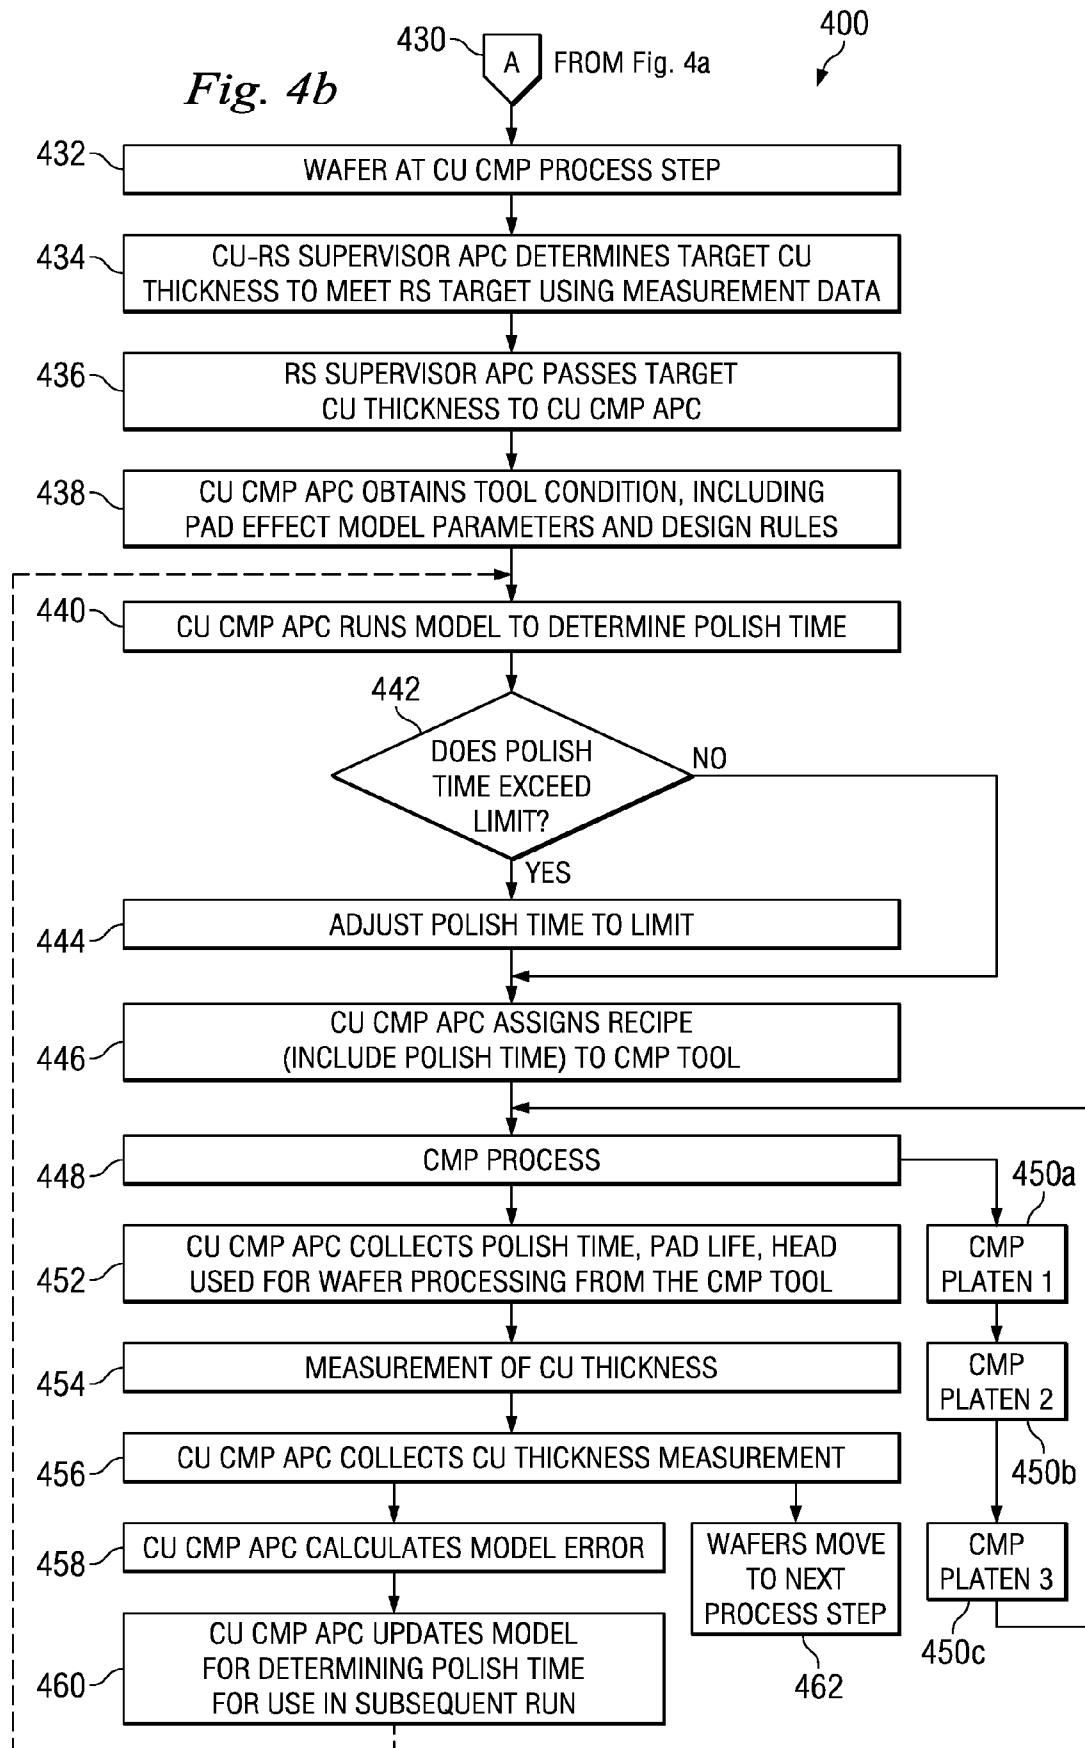 400
430
A
FROM Fig. 4a
Fig. 4b
432
WAFER AT CU CMP PROCESS STEP
434
CU-RS SUPERVISOR APC DETERMINES TARGET CU
THICKNESS TO MEET RS TARGET USING MEASUREMENT DATA
436
RS SUPERVISOR APC PASSES TARGET
CU THICKNESS TO CU CMP APC
438
CU CMP APC OBTAINS TOOL CONDITION, INCLUDING
PAD EFFECT MODEL PARAMETERS AND DESIGN RULES
440
CU CMP APC RUNS MODEL TO DETERMINE POLISH TIME
442
DOES POLISH
TIME EXCEED
LIMIT?
NO
YES
444
ADJUST POLISH TIME TO LIMIT
446
CU CMP APC ASSIGNS RECIPE
(INCLUDE POLISH TIME) TO CMP TOOL
448
CMP PROCESS
450a
CMP
PLATEN 1
452
CU CMP APC COLLECTS POLISH TIME, PAD LIFE, HEAD
USED FOR WAFER PROCESSING FROM THE CMP TOOL
454
MEASUREMENT OF CU THICKNESS
CMP
PLATEN 2
450b
456
CU CMP APC COLLECTS CU THICKNESS MEASUREMENT
458
CU CMP APC CALCULATES MODEL ERROR
WAFERS MOVE
TO NEXT
PROCESS STEP
462
CMP
PLATEN 3
450c
460
CU CMP APC UPDATES MODEL
FOR DETERMINING POLISH TIME
FOR USE IN SUBSEQUENT RUN